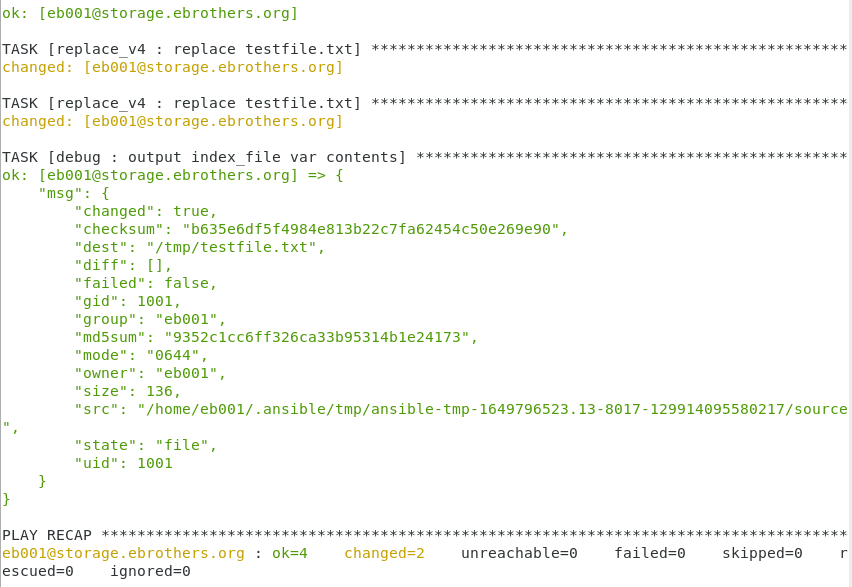 ok: [eb001@storage.ebrothers.org]
TASK [replace_v4 : replace testfile.txt] *****************************************************
changed: [eb001@storage.ebrothers.org]
TASK [replace_v4 : replace testfile.txt] *****************************************************
changed: [eb001@storage.ebrothers.org]
TASK [debug : output index_file var contents] ************************************************
ok: [eb001@storage.ebrothers.org] => {
    "msg": {
        "changed": true,
        "checksum": "b635e6df5f4984e813b22c7fa62454c50e269e90",
        "dest": "/tmp/testfile.txt",
        "diff": [],
        "failed": false,
        "gid": 1001,
        "group": "eb001",
        "md5sum": "9352c1cc6ff326ca33b95314b1e24173",
        "mode": "0644",
        "owner": "eb001",
        "size": 136,
        "src": "/home/eb001/.ansible/tmp/ansible-tmp-1649796523.13-8017-129914095580217/source
",
        "state": "file",
        "uid": 1001
    }
}
PLAY RECAP ***********************************************************************************
eb001@storage.ebrothers.org : ok=4    changed=2    unreachable=0    failed=0    skipped=0    r
escued=0    ignored=0